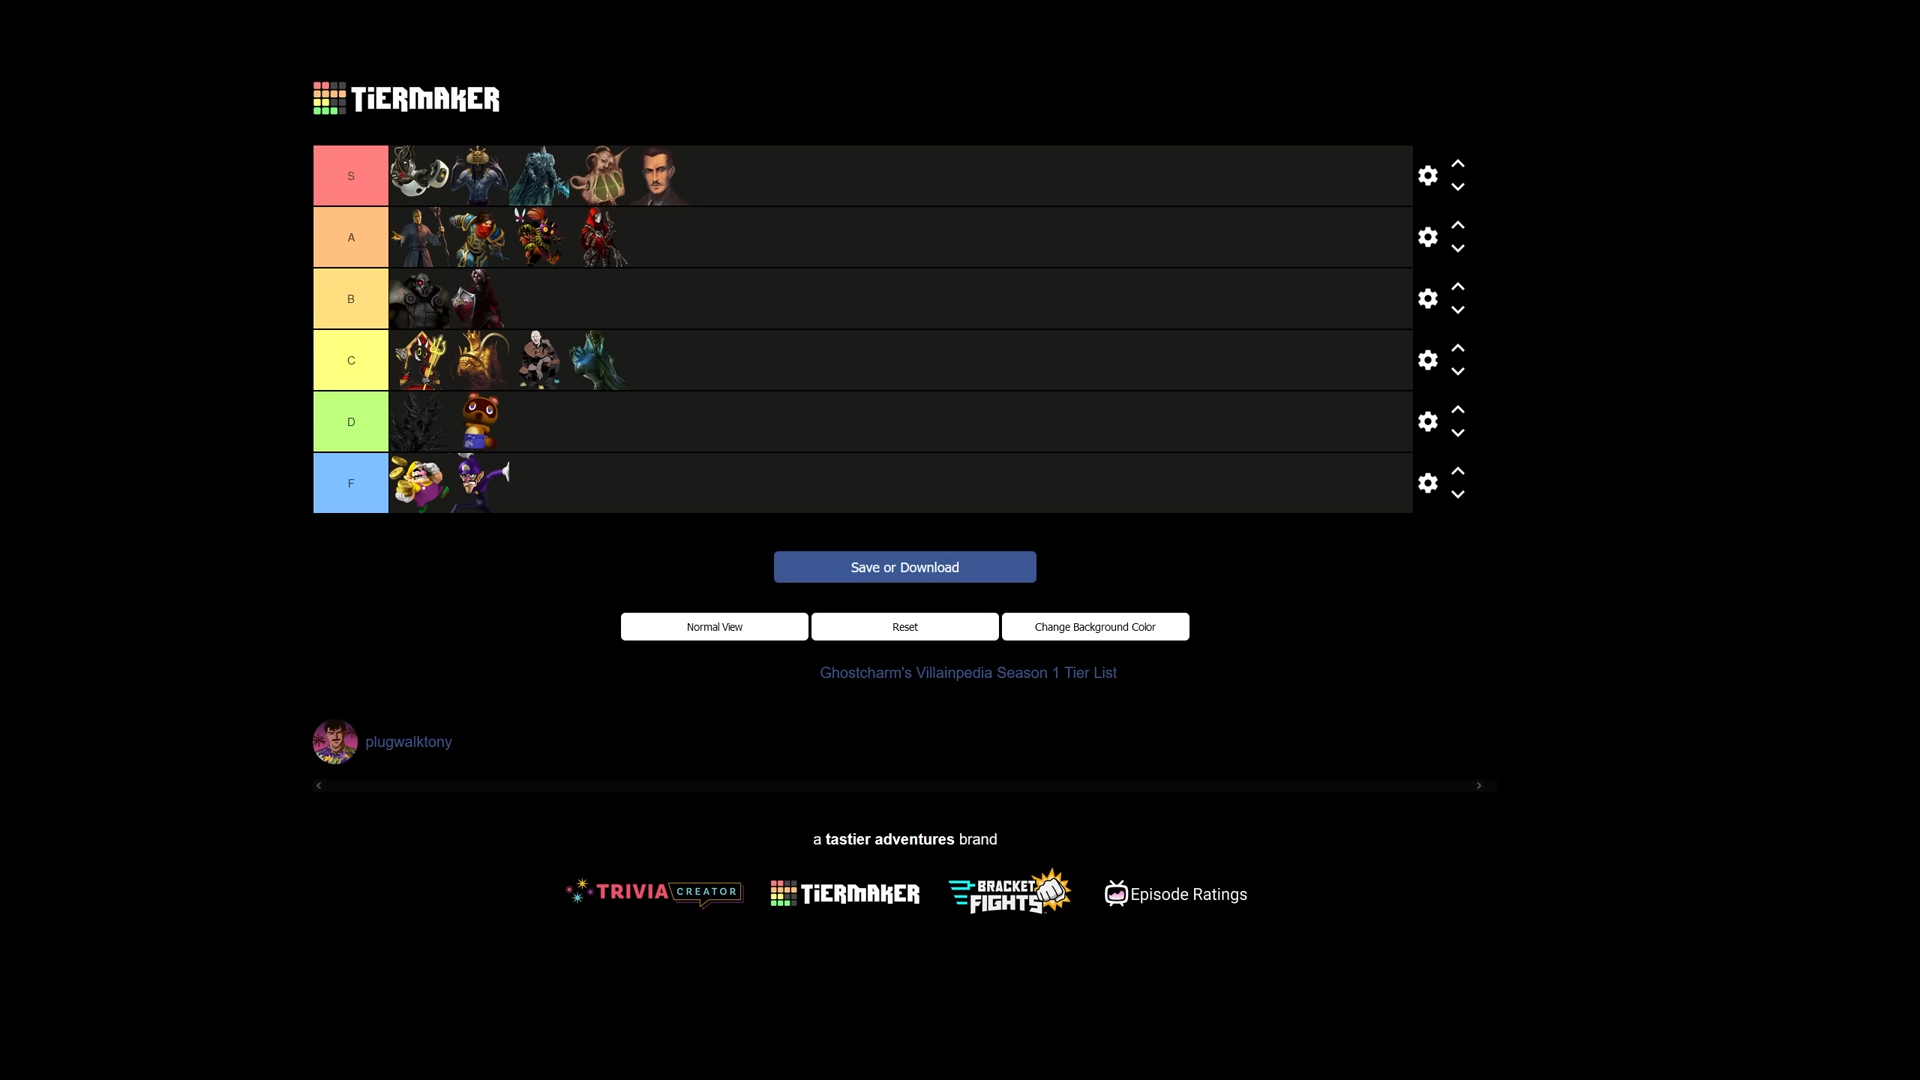 TiERMAKER
S
A
B
C
D
F
Save or Download
Normal View
Reset
Change Background Color
Ghostcharm's Villainpedia Season 1 Tier List
plugwalktony
a tastier adventures brand
TRIVIA CREATOR
TiERMAKER
BRACKET FIGHTS
Episode Ratings